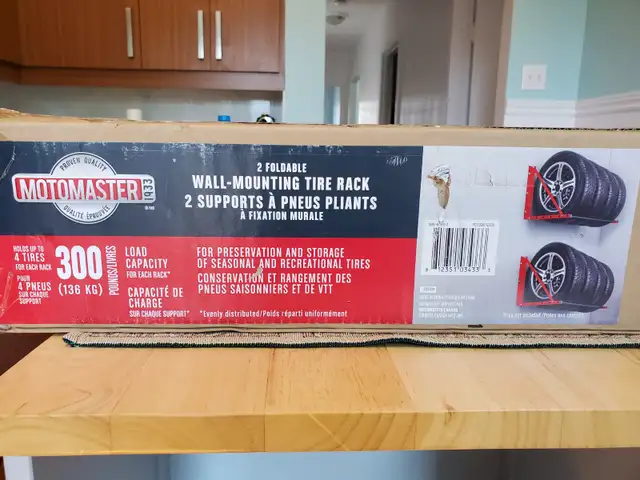 PROVEN QUALITY
MOTOMASTER
1933
QUALITÉ ÉPROUVÉE
2 FOLDABLE
WALL-MOUNTING TIRE RACK
2 SUPPORTS À PNEUS PLIANTS
À FIXATION MURALE
HOLDS UP TO
4 TIRES
FOR EACH RACK
POUR
4 PNEUS
SUR CHAQUE
SUPPORT
300
(136 KG)
POUNDS/LIVRES
LOAD
CAPACITY
FOR EACH RACK*
CAPACITÉ DE
CHARGE
SUR CHAQUE SUPPORT*
FOR PRESERVATION AND STORAGE
OF SEASONAL AND RECREATIONAL TIRES
CONSERVATION ET RANGEMENT DES
PNEUS SAISONNIERS ET DE VTT
*Evenly distributed/Poids réparti uniformément